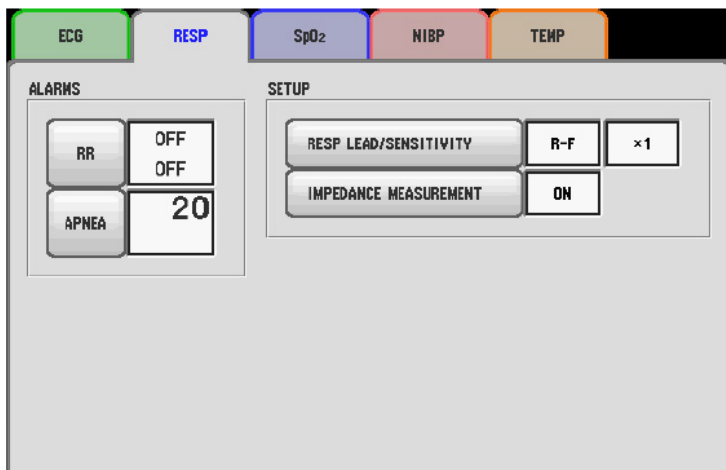 ECG RESP SpO2 NIBP TEMP
ALARMS
RR
OFF
OFF
APNEA
20
SETUP
RESP LEAD/SENSITIVITY R-F ×1
IMPEDANCE MEASUREMENT ON